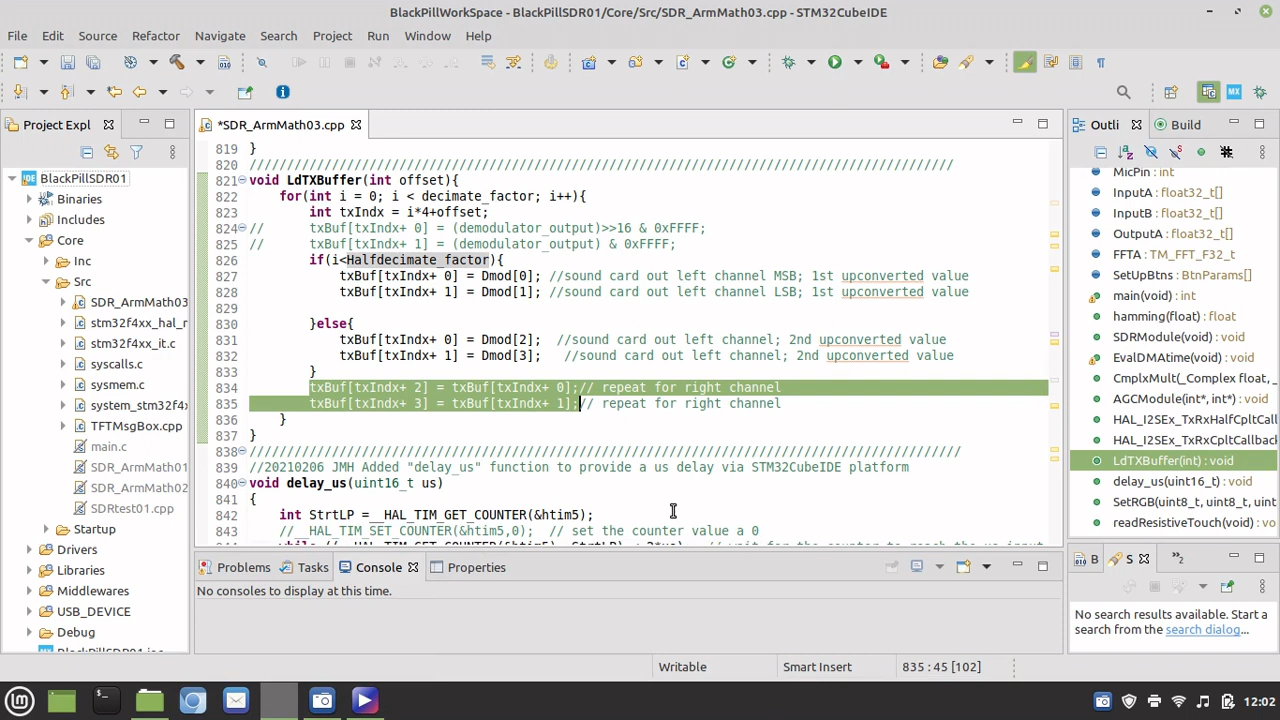 BlackPillWorkSpace - BlackPillSDR01/Core/Src/SDR_ArmMath03.cpp - STM32CubeIDE
File Edit Source Refactor Navigate Search Project Run Window Help
Project Expl
*SDR_ArmMath03.cpp
Outli
Build
BlackPillSDR01
Binaries
Includes
Core
Inc
Src
SDR_ArmMath03
stm32f4xx_hal_r
stm32f4xx_it.c
syscalls.c
sysmem.c
system_stm32f4
TFTMsgBox.cpp
main.c
SDR_ArmMath01
SDR_ArmMath02
SDRtest01.cpp
Startup
Drivers
Libraries
Middlewares
USB_DEVICE
Debug
819 }
820 //////////////////////////////////////////////////////////////////////////////////////////////
821 void LdTXBuffer(int offset){
822 for(int i = 0; i < decimate_factor; i++){
823 int txIndx = i*4+offset;
824 // txBuf[txIndx+ 0] = (demodulator_output)>>16 & 0xFFFF;
825 // txBuf[txIndx+ 1] = (demodulator_output) & 0xFFFF;
826 if(i<Halfdecimate_factor){
827 txBuf[txIndx+ 0] = Dmod[0]; //sound card out left channel MSB; 1st upconverted value
828 txBuf[txIndx+ 1] = Dmod[1]; //sound card out left channel LSB; 1st upconverted value
829
830 }else{
831 txBuf[txIndx+ 0] = Dmod[2];  //sound card out left channel; 2nd upconverted value
832 txBuf[txIndx+ 1] = Dmod[3];   //sound card out left channel; 2nd upconverted value
833 }
834 txBuf[txIndx+ 2] = txBuf[txIndx+ 0];// repeat for right channel
835 txBuf[txIndx+ 3] = txBuf[txIndx+ 1];// repeat for right channel
836 }
837 }
838 ///////////////////////////////////////////////////////////////////////////////////////////////
839 //20210206 JMH Added "delay_us" function to provide a us delay via STM32CubeIDE platform
840 void delay_us(uint16_t us)
841 {
842 int StrtLP =__HAL_TIM_GET_COUNTER(&htim5);
843 //__HAL_TIM_SET_COUNTER(&htim5,0);  // set the counter value a 0
MicPin : int
InputA : float32_t[]
InputB : float32_t[]
OutputA : float32_t[]
FFTA : TM_FFT_F32_t
SetUpBtns : BtnParams[]
main(void) : int
hamming(float) : float
SDRModule(void) : void
EvalDMAtime(void) : void
CmplxMult(_Complex float, _
AGCModule(int*, int*) : void
HAL_I2SEx_TxRxHalfCpltCallb
HAL_I2SEx_TxRxCpltCallback
LdTXBuffer(int) : void
delay_us(uint16_t) : void
SetRGB(uint8_t, uint8_t, uint
readResistiveTouch(void) : void
Problems Tasks Console Properties
No consoles to display at this time.
B S »2
No search results available. Start a
search from the search dialog...
Writable Smart Insert 835 : 45 [102]
12:02